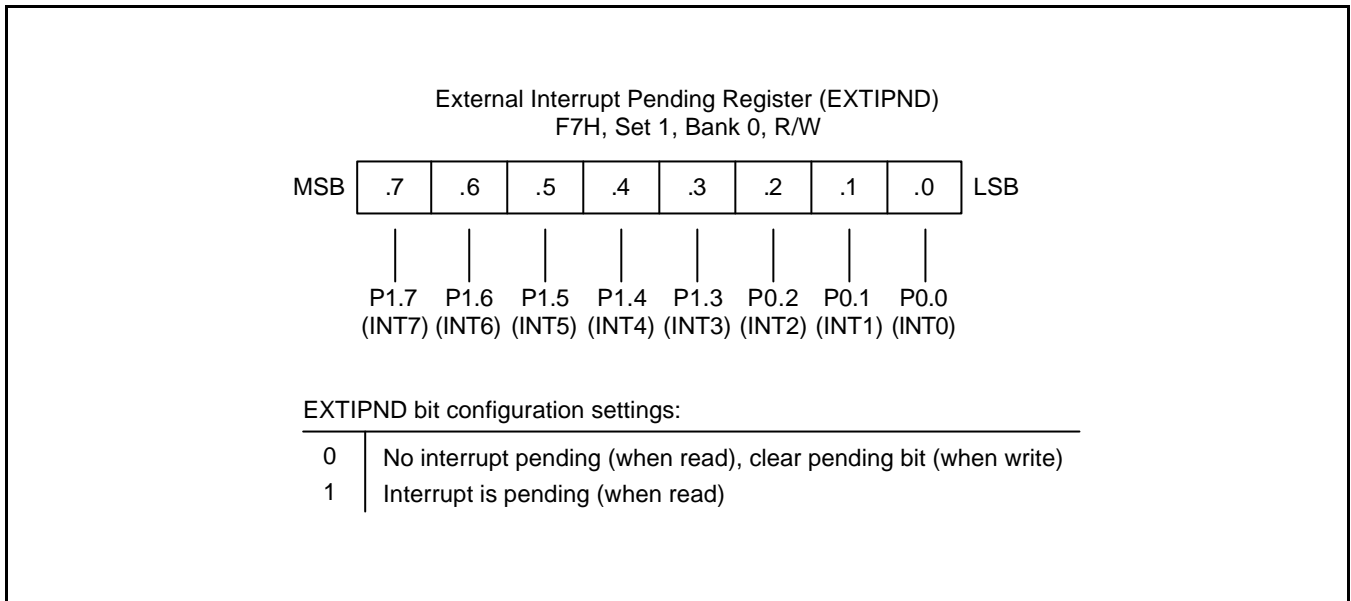 External Interrupt Pending Register (EXTIPND)
F7H, Set 1, Bank 0, R/W
MSB .7 .6 .5 .4 .3 .2 .1 .0 LSB
P1.7 P1.6 P1.5 P1.4 P1.3 P0.2 P0.1 P0.0
(INT7) (INT6) (INT5) (INT4) (INT3) (INT2) (INT1) (INT0)
EXTIPND bit configuration settings:
0 No interrupt pending (when read), clear pending bit (when write)
1 Interrupt is pending (when read)